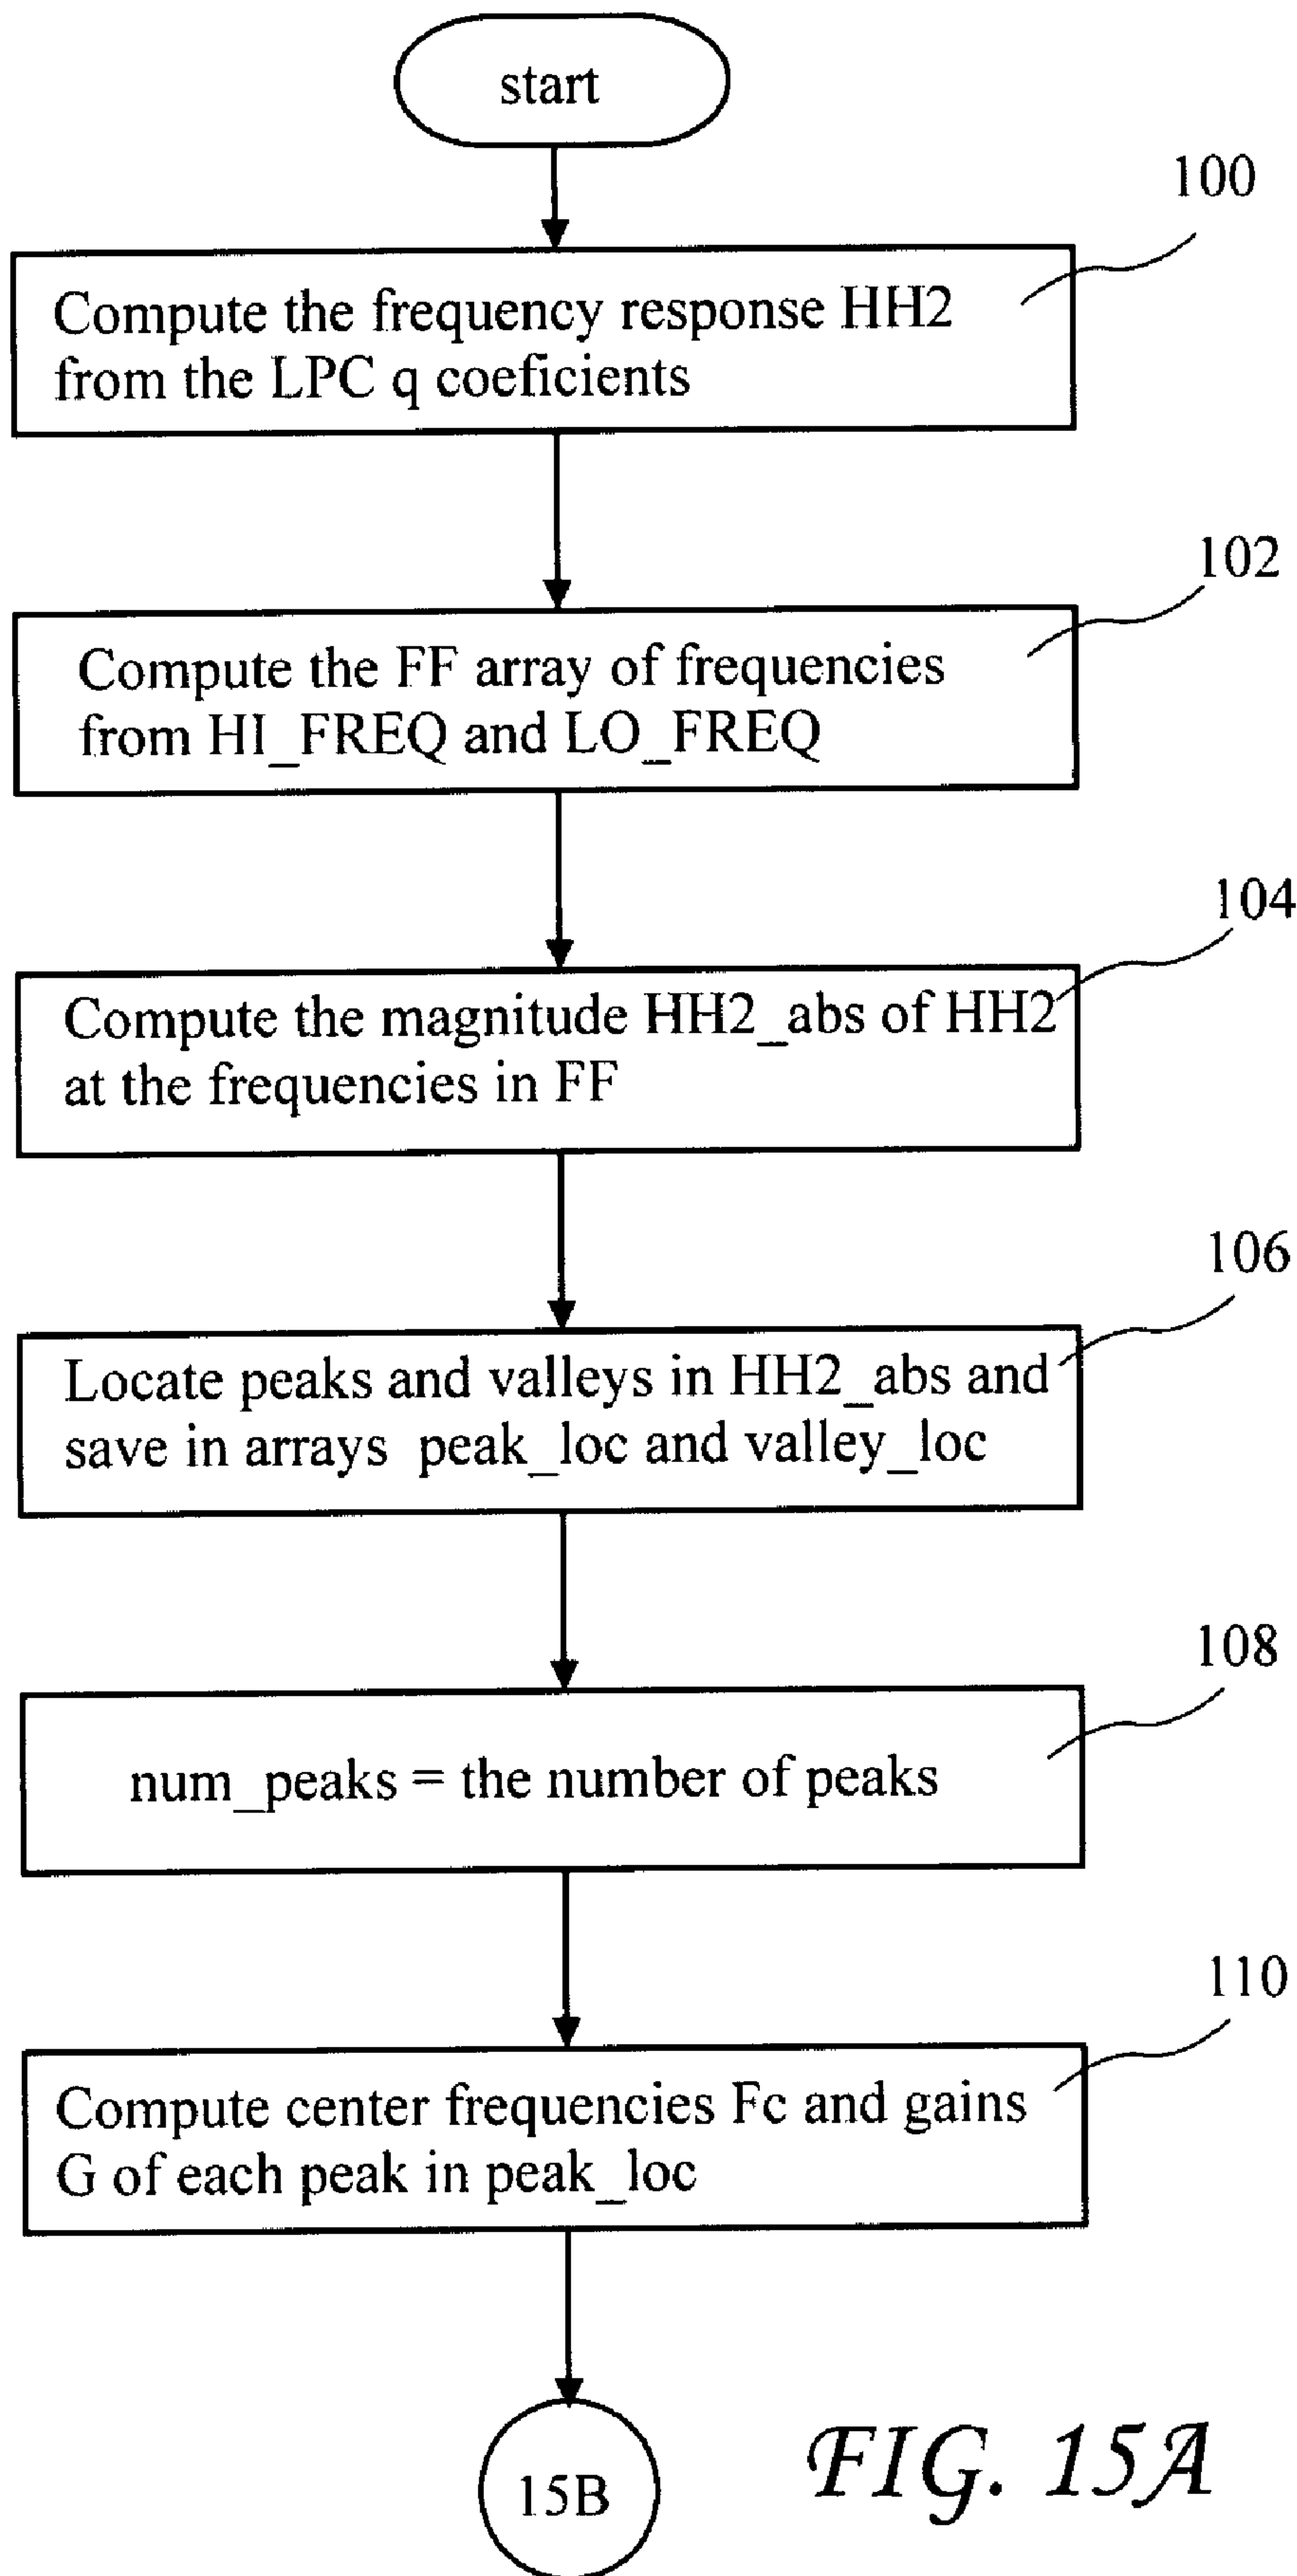 start
100
Compute the frequency response HH2
from the LPC q coeficients
102
Compute the FF array of frequencies
from HI_FREQ and LO_FREQ
104
Compute the magnitude HH2_abs of HH2
at the frequencies in FF
106
Locate peaks and valleys in HH2_abs and
save in arrays peak_loc and valley_loc
108
num_peaks = the number of peaks
110
Compute center frequencies Fc and gains
G of each peak in peak_loc
15B
FIG. 15A